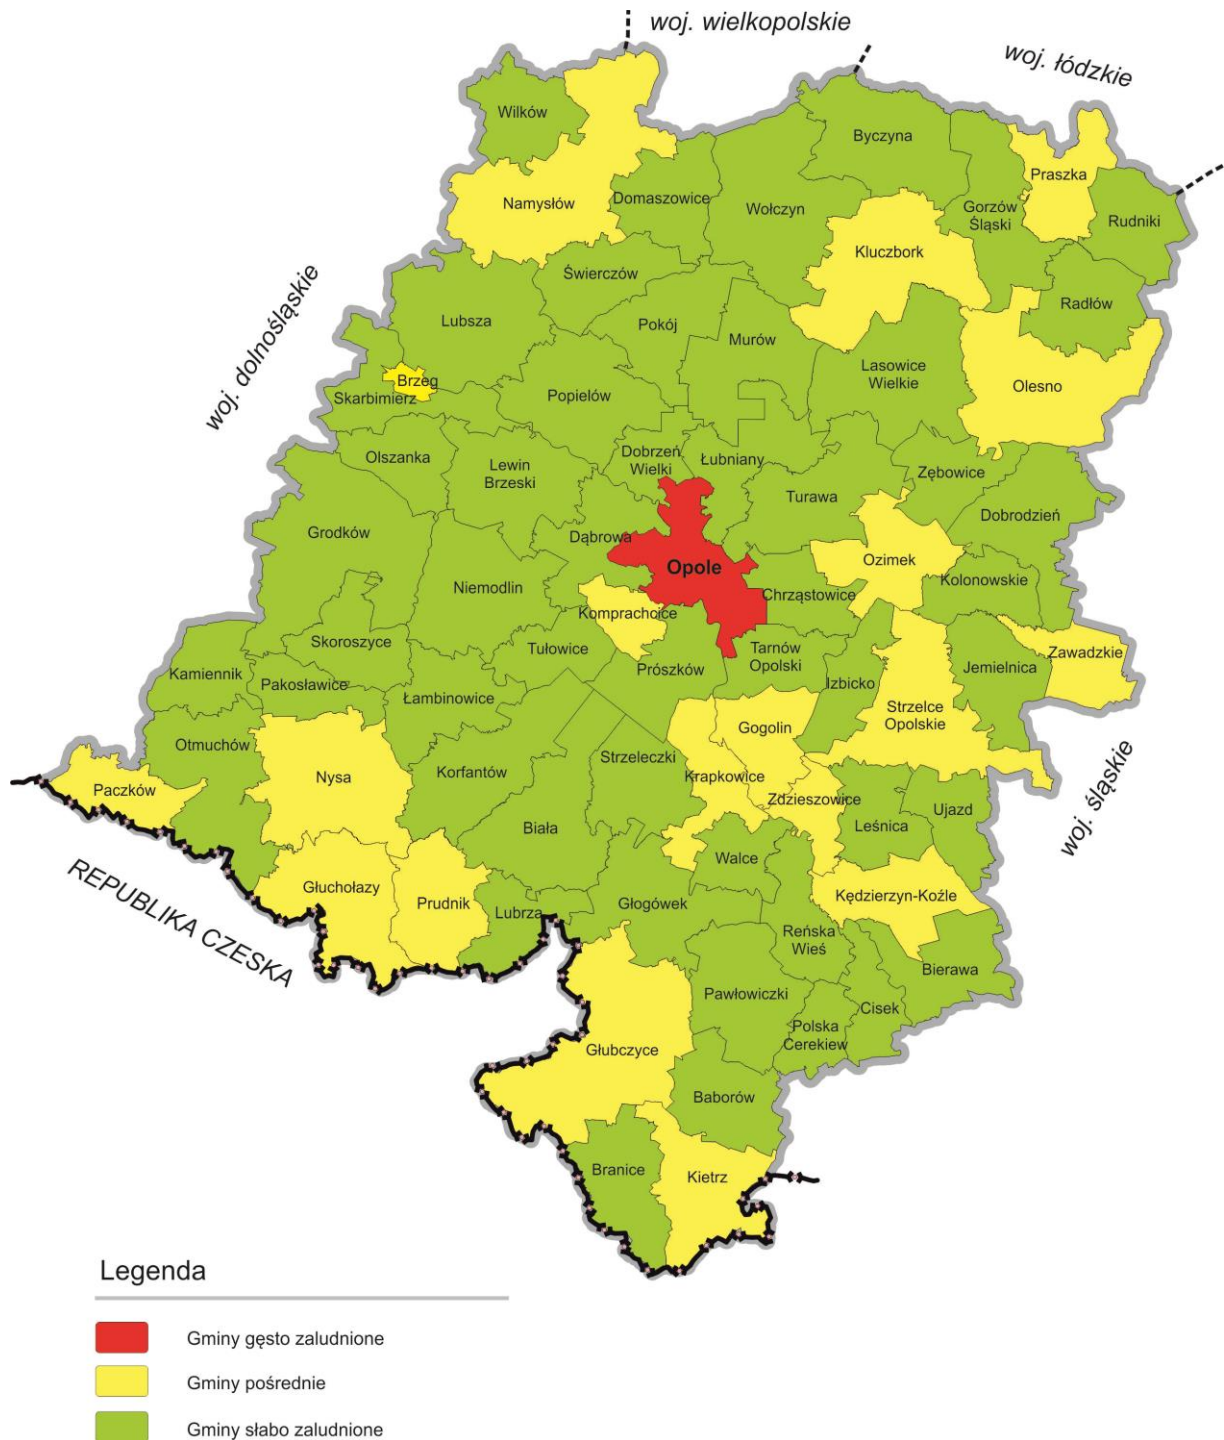 woj. wielkopolskie
woj. łódzkie
Wilków
Byczyna
Praszka
Namysłów
Domaszowice
Wołczyn
Gorzów
Śląski
Rudniki
Kluczbork
Świerczów
Radłów
woj. dolnośląskie
Lubsza
Pokój
Murów
Lasowice
Wielkie
Olesno
Brzeg
Skarbimierz
Popielów
Olszanka
Lewin
Brzeski
Dobrzeń
Wielki
Łubniany
Zębowice
Turawa
Dobrodzień
Grodków
Dąbrowa
Opole
Ozimek
Kolonowskie
Niemodlin
Chrząstowice
Komprachcice
Skoroszyce
Tułowice
Tarnów
Opolski
Zawadzkie
Kamiennik
Pakosławice
Prószków
Izbicko
Jemielnica
Łambinowice
Strzelce
Opolskie
Otmuchów
Gogolin
woj. śląskie
Paczków
Nysa
Korfantów
Strzeleczki
Krapkowice
Zdzieszowice
Ujazd
Leśnica
Biała
Walce
REPUBLIKA CZESKA
Głuchołazy
Prudnik
Lubrza
Głogówek
Kędzierzyn-Koźle
Reńska
Wieś
Bierawa
Pawłowiczki
Cisek
Polska
Cerekiew
Głubczyce
Baborów
Branice
Kietrz
Legenda
Gminy gęsto zaludnione
Gminy pośrednie
Gminy słabo zaludnione